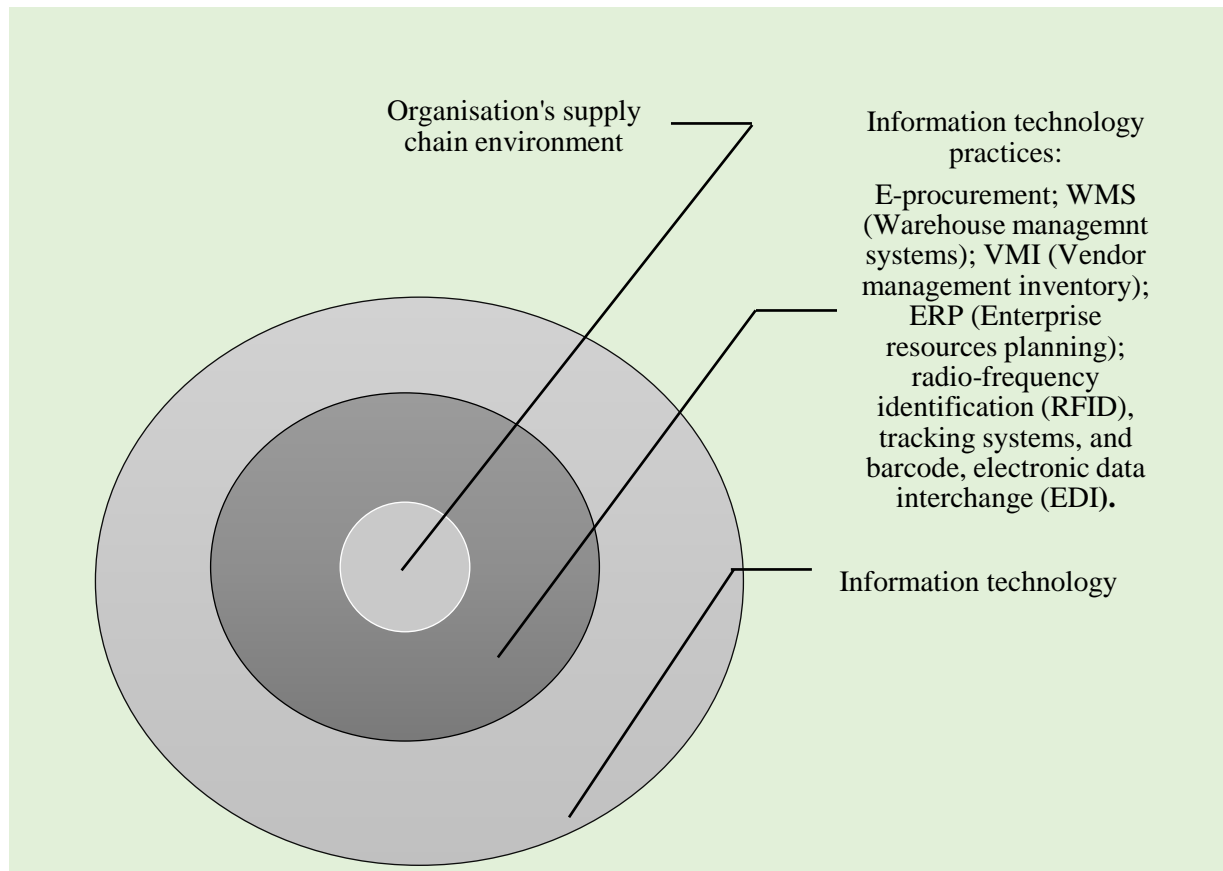 Organisation's supply
chain environment
Information technology
practices:
E-procurement; WMS
(Warehouse managemnt
systems); VMI (Vendor
management inventory);
ERP (Enterprise
resources planning);
radio-frequency
identification (RFID),
tracking systems, and
barcode, electronic data
interchange (EDI).
Information technology